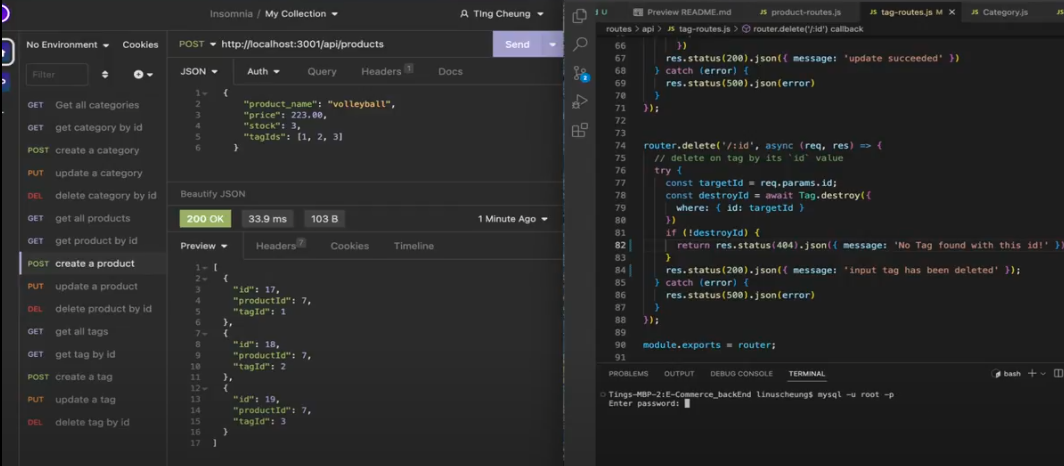 Insomnia / My Collection
TIng Cheung
No Environment
Cookies
POST http://localhost:3001/api/products
Send
Filter
JSON
Auth
Query
Headers 1
Docs
GET Get all categories
GET get category by id
POST create a category
PUT update a category
DEL delete category by id
GET get all products
GET get product by id
POST create a product
PUT update a product
DEL delete product by id
GET get all tags
GET get tag by id
POST create a tag
PUT update a tag
DEL delete tag by id
1 {
2 "product_name": "volleyball",
3 "price": 223.00,
4 "stock": 3,
5 "tagIds": [1, 2, 3]
6 }
Beautify JSON
200 OK
33.9 ms
103 B
1 Minute Ago
Preview
Headers 7
Cookies
Timeline
1 [
2 {
3 "id": 17,
4 "productId": 7,
5 "tagId": 1
6 },
7 {
8 "id": 18,
9 "productId": 7,
10 "tagId": 2
11 },
12 {
13 "id": 19,
14 "productId": 7,
15 "tagId": 3
16 }
17 ]
U
Preview README.md
JS product-routes.js
JS tag-routes.js M
JS Category.js
routes > api > JS tag-routes.js > router.delete('/:id') callback
2
66 })
67 res.status(200).json({ message: 'update succeeded' })
68 } catch (error) {
69 res.status(500).json(error)
70 }
71 });
72
73
74 router.delete('/:id', async (req, res) => {
75 // delete on tag by its `id` value
76 try {
77 const targetId = req.params.id;
78 const destroyId = await Tag.destroy({
79 where: { id: targetId }
80 })
81 if (!destroyId) {
82 return res.status(404).json({ message: 'No Tag found with this id!' })
83 }
84 res.status(200).json({ message: 'input tag has been deleted' });
85 } catch (error) {
86 res.status(500).json(error)
87 }
88 });
89
90 module.exports = router;
91
PROBLEMS
OUTPUT
DEBUG CONSOLE
TERMINAL
bash
Tings-MBP-2:E-Commerce_backEnd linuscheung$ mysql -u root -p
Enter password: